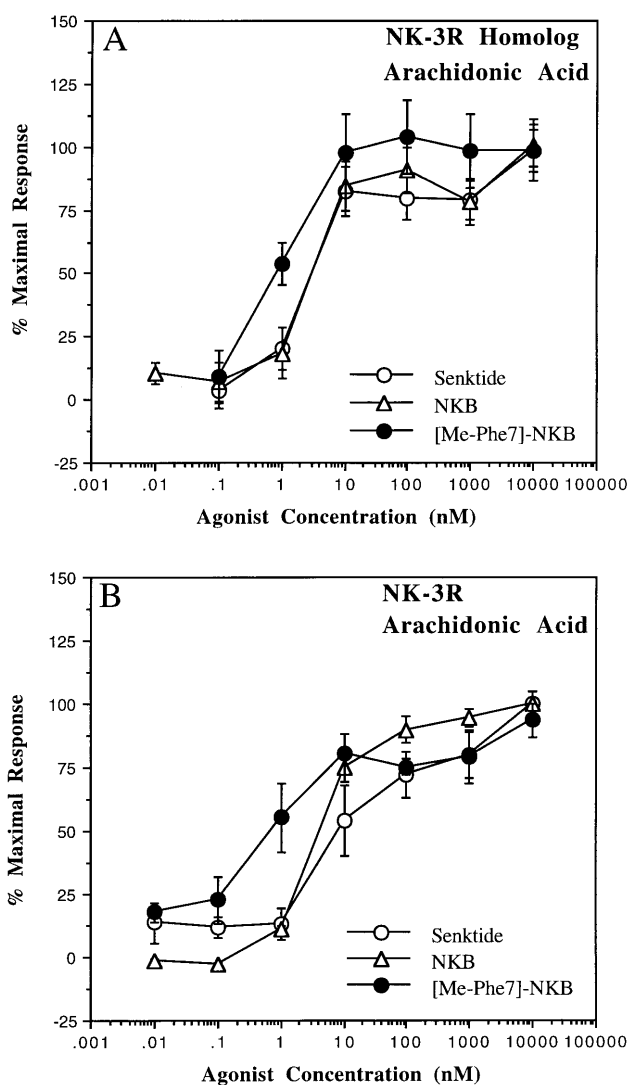 A
NK-3R Homolog
Arachidonic Acid
150
125
100
75
50
25
0
-25
% Maximal Response
Senktide
NKB
[Me-Phe7]-NKB
.001 .01 .1 1 10 100 1000 10000 100000
Agonist Concentration (nM)
B
NK-3R
Arachidonic Acid
150
125
100
75
50
25
0
-25
% Maximal Response
Senktide
NKB
[Me-Phe7]-NKB
.001 .01 .1 1 10 100 1000 10000 100000
Agonist Concentration (nM)